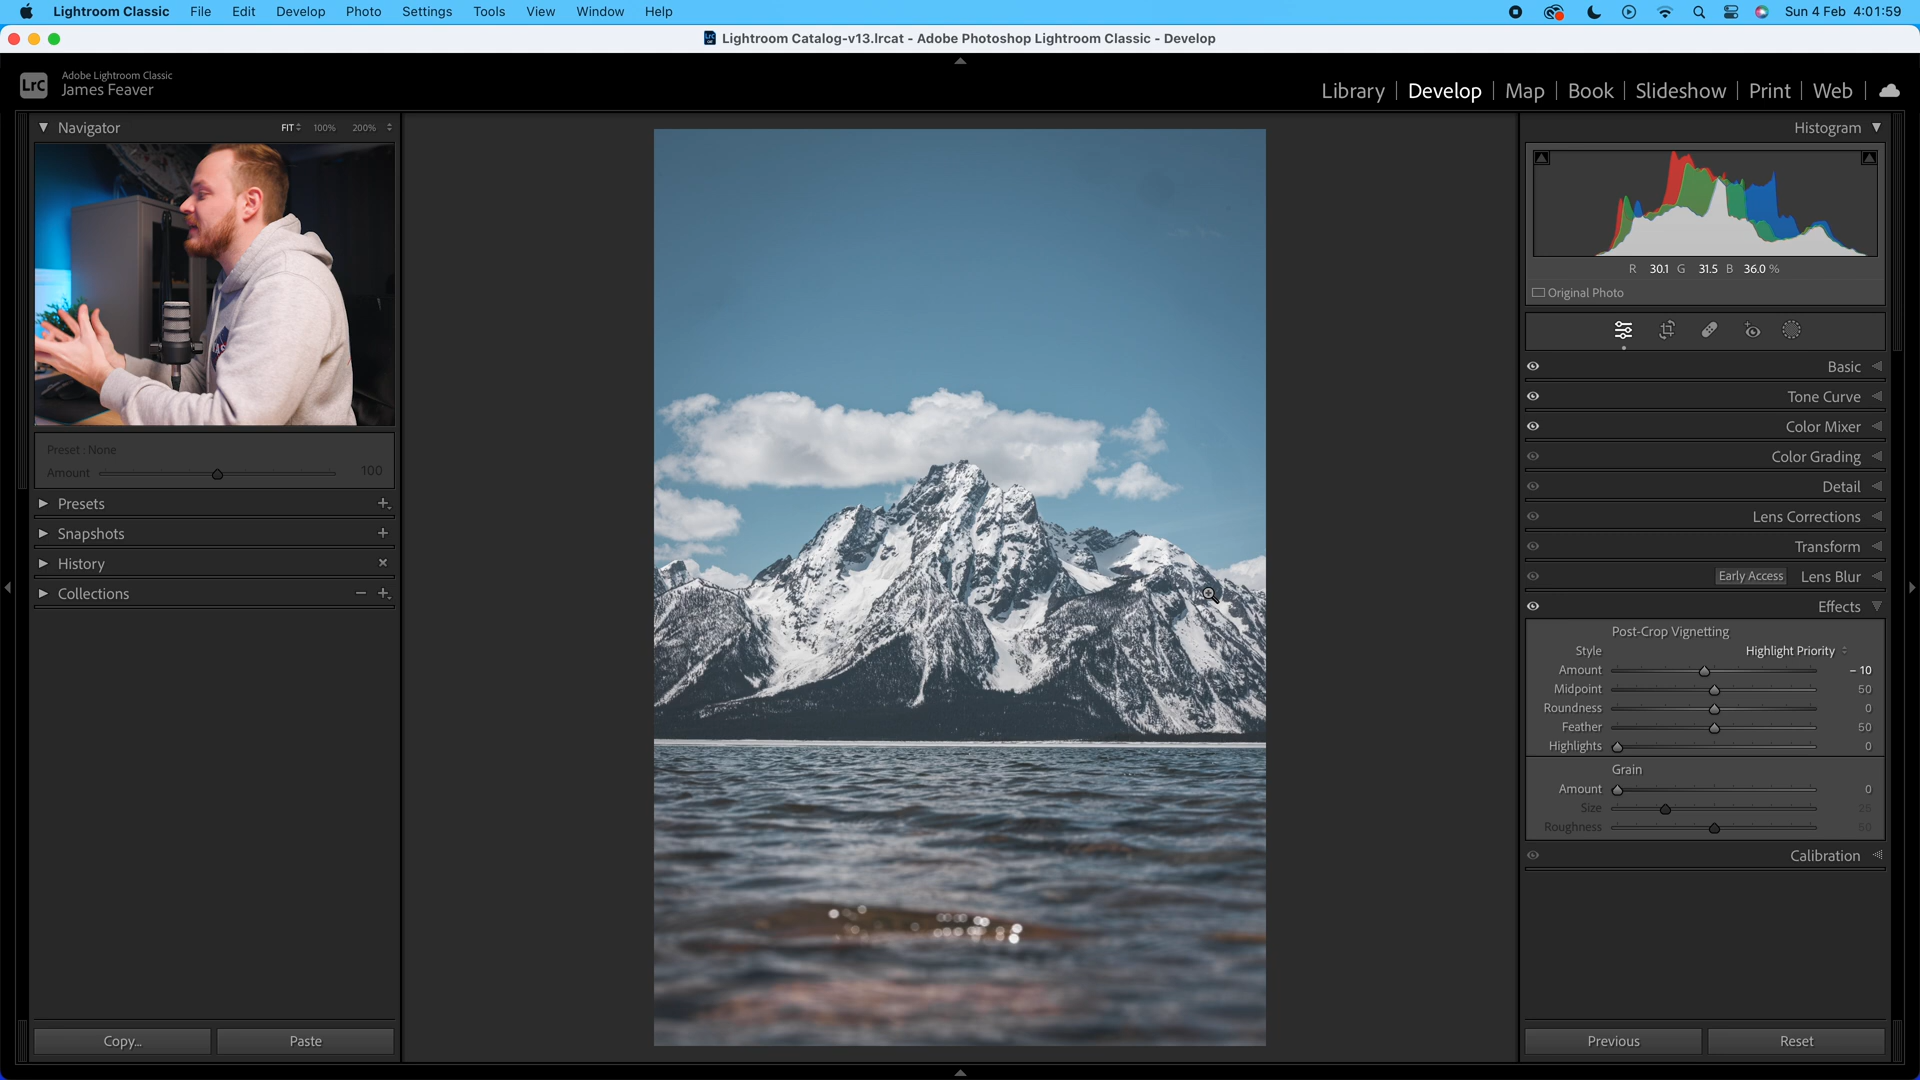 Lightroom Classic File Edit Develop Photo Settings Tools View Window Help Sun 4 Feb 4:01:59
Lightroom Catalog-v13.lrcat - Adobe Photoshop Lightroom Classic - Develop
LrC
Adobe Lightroom Classic
James Feaver
Library | Develop | Map | Book | Slideshow | Print | Web
Navigator FIT 100% 200%
Preset : None
Amount 100
Presets
Snapshots
History
Collections
Copy... Paste
Histogram
R 30.1 G 31.5 B 36.0 %
Original Photo
Basic
Tone Curve
Color Mixer
Color Grading
Detail
Lens Corrections
Transform
Early Access Lens Blur
Effects
Post-Crop Vignetting
Style Highlight Priority
Amount – 10
Midpoint 50
Roundness 0
Feather 50
Highlights 0
Grain
Amount 0
Size 25
Roughness 50
Calibration
Previous Reset